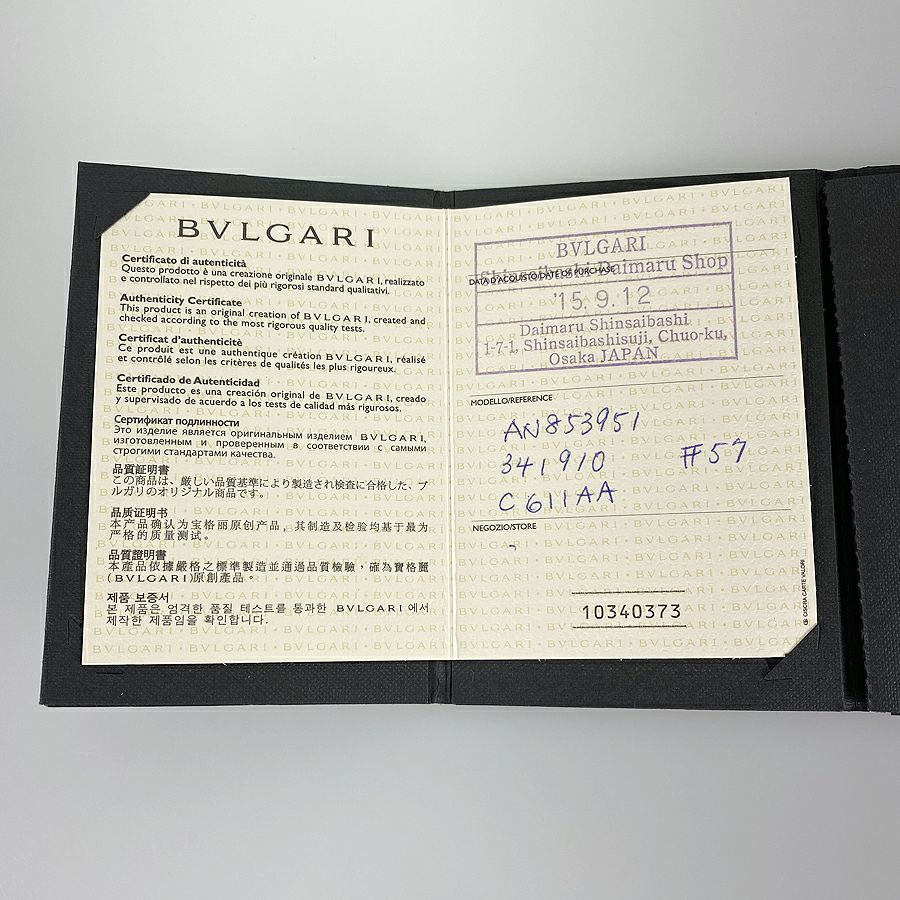 BVLGARI
Certificato di autenticità
Questo prodotto è una creazione originale BVLGARI, realizzato
e controllato nel rispetto dei più rigorosi standard qualitativi.
Authenticity Certificate
This product is an original creation of BVLGARI, created and
checked according to the most rigorous quality tests.
Certificat d'authenticitè
Ce produit est une authentique création BVLGARI, réalisé
et contrôlé selon les critères de qualités les plus rigoureux.
Certificado de Autenticidad
Este producto es una creación original de BVLGARI, creado
y supervisado de acuerdo a los tests de calidad más rigurosos.
Сертификат подлинности
Это изделие является оригинальным изделием BVLGARI,
изготовленным и проверенным в соответствии с самыми
строгими стандартами качества.
品質証明書
この商品は、厳しい品質基準により製造され検査に合格した、ブ
ルガリのオリジナル商品です。
品质证明书
本产品确认为宝格丽原创产品，其制造及检验均基于最为
严格的质量测试。
品質證明書
本產品依據嚴格之標準製造並通過品質檢驗，確為寶格麗
(BVLGARI)原創產品。
제품 보증서
본 제품은 엄격한 품질 테스트를 통과한 BVLGARI에서
제작한 제품임을 확인합니다.
BVLGARI
Shinsaibashi Daimaru Shop
DATA D'ACQUISTO/DATE OF PURCHASE
'15.9.12
Daimaru Shinsaibashi
1-7-1, Shinsaibashisuji, Chuo-ku,
Osaka JAPAN
MODELLO/REFERENCE
AN853951
341910 #57
C611AA
NEGOZIO/STORE
10340373
OSCRA CARTE VALORI